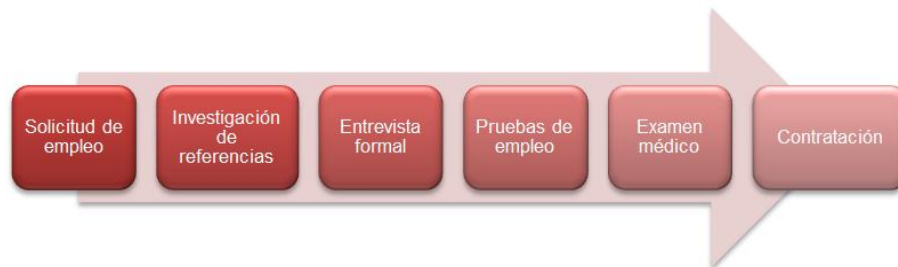 Solicitud de
empleo
Investigación
de
referencias
Entrevista
formal
Pruebas de
empleo
Examen
médico
Contratación